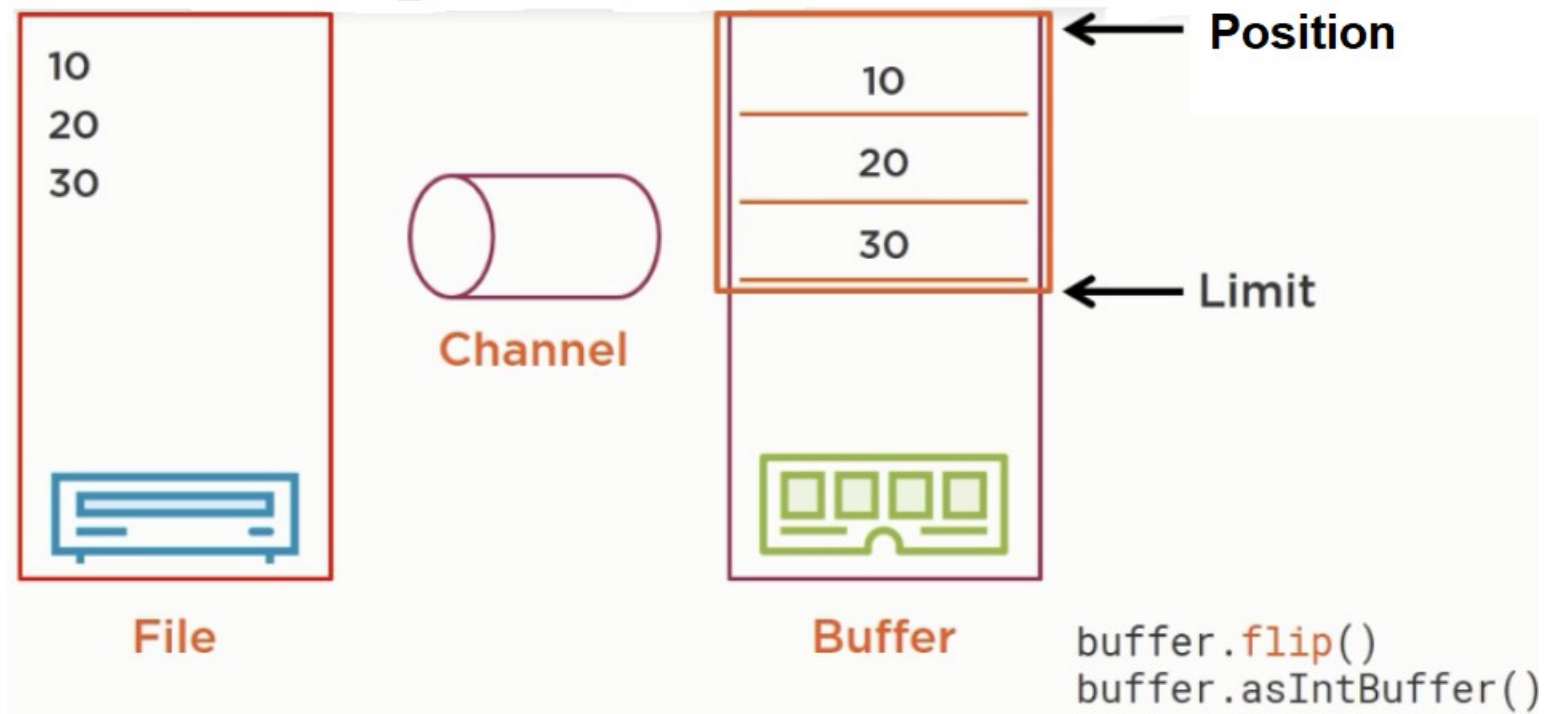 10
20
30
File
Channel
10
20
30
Buffer
Position
Limit
buffer.flip()
buffer.asIntBuffer()